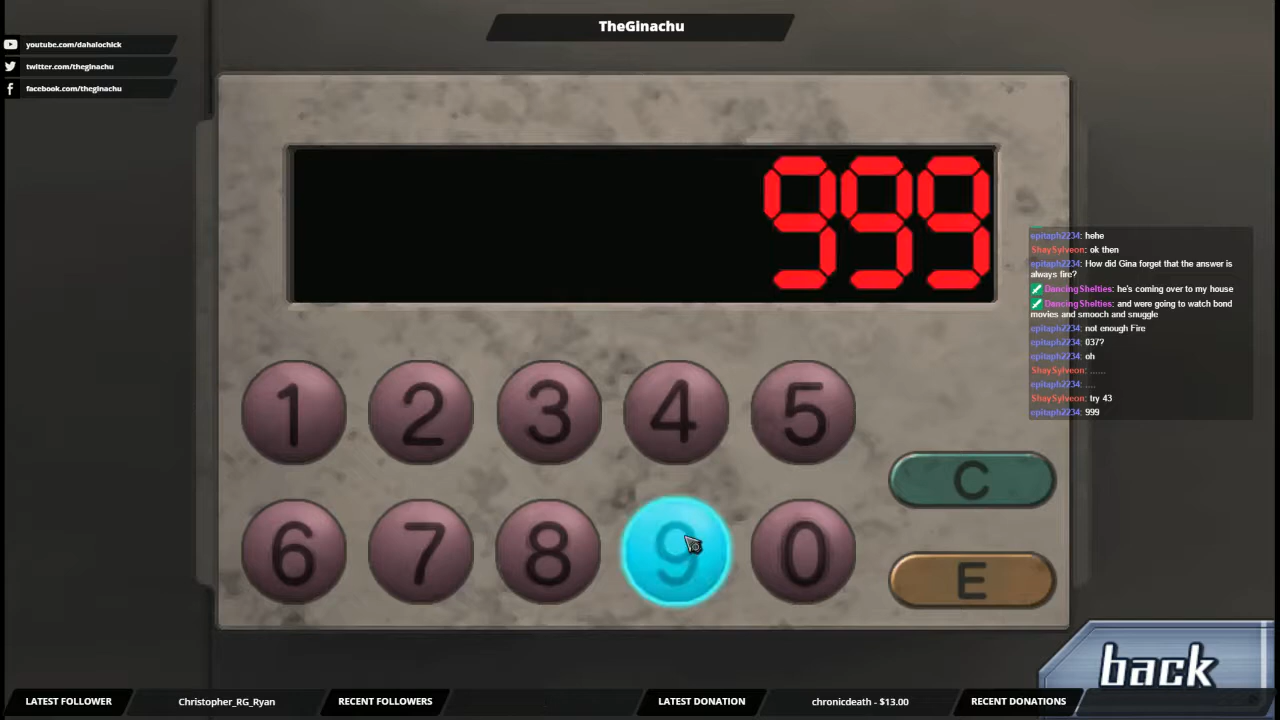 TheGinachu
youtube.com/dahalochick
twitter.com/theginachu
facebook.com/theginachu
999
epitaph2234: hehe
ShaySylveon: ok then
epitaph2234: How did Gina forget that the answer is
always fire?
DancingShelties: he's coming over to my house
DancingShelties: and were going to watch bond
movies and smooch and snuggle
epitaph2234: not enough Fire
epitaph2234: 037?
epitaph2234: oh
ShaySylveon: ......
epitaph2234: ....
ShaySylveon: try 43
epitaph2234: 999
1 2 3 4 5
C
6 7 8 9 0
E
back
LATEST FOLLOWER Christopher_RG_Ryan RECENT FOLLOWERS LATEST DONATION chronicdeath - $13.00 RECENT DONATIONS